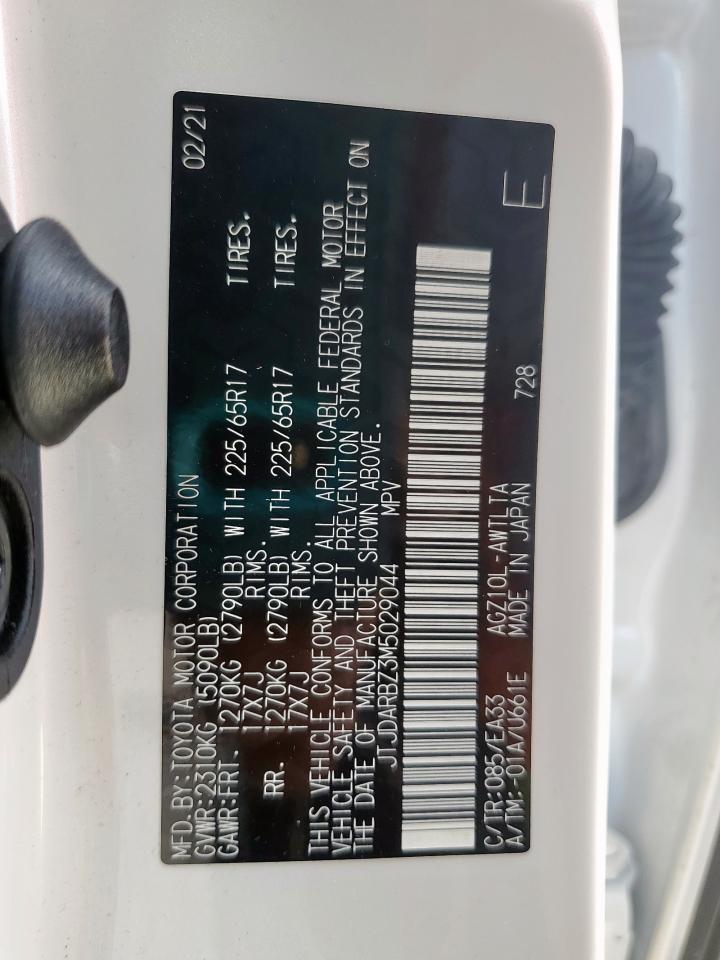 MFD.BY:TOYOTA MOTOR CORPORATION 02/21
GVWR:2310KG (5090LB)
GAWR:FRT. 1270KG (2790LB) WITH 225/65R17 TIRES.
17X7J RIMS.
RR. 1270KG (2790LB) WITH 225/65R17 TIRES.
17X7J RIMS.
THIS VEHICLE CONFORMS TO ALL APPLICABLE FEDERAL MOTOR
VEHICLE SAFETY AND THEFT PREVENTION STANDARDS IN EFFECT ON
THE DATE OF MANUFACTURE SHOWN ABOVE.
JTJDARBZ3M5029044 MPV
C/TR:085/EA33 AGZ10L-AWTLTA 728 E
A/TM:-01A/U661E MADE IN JAPAN